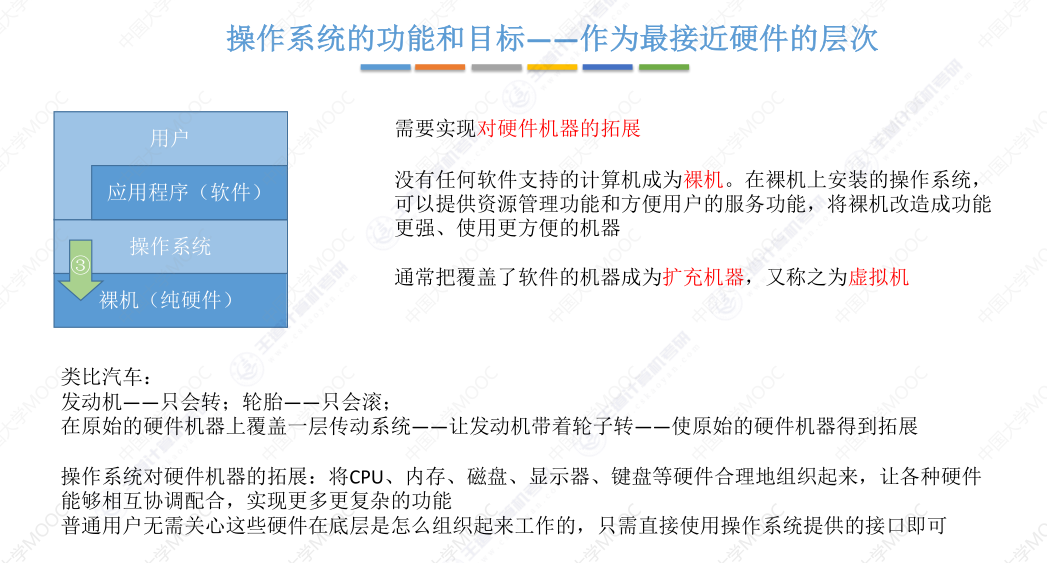 操作系统的功能和目标——作为最接近硬件的层次
用户
应用程序（软件）
操作系统
③
裸机（纯硬件）
需要实现对硬件机器的拓展
没有任何软件支持的计算机成为裸机。在裸机上安装的操作系统，
可以提供资源管理功能和方便用户的服务功能，将裸机改造成功能
更强、使用更方便的机器
通常把覆盖了软件的机器成为扩充机器，又称之为虚拟机
类比汽车：
发动机——只会转；轮胎——只会滚；
在原始的硬件机器上覆盖一层传动系统——让发动机带着轮子转——使原始的硬件机器得到拓展
操作系统对硬件机器的拓展：将CPU、内存、磁盘、显示器、键盘等硬件合理地组织起来，让各种硬件
能够相互协调配合，实现更多更复杂的功能
普通用户无需关心这些硬件在底层是怎么组织起来工作的，只需直接使用操作系统提供的接口即可
中国大学MOOC
王道计算机考研